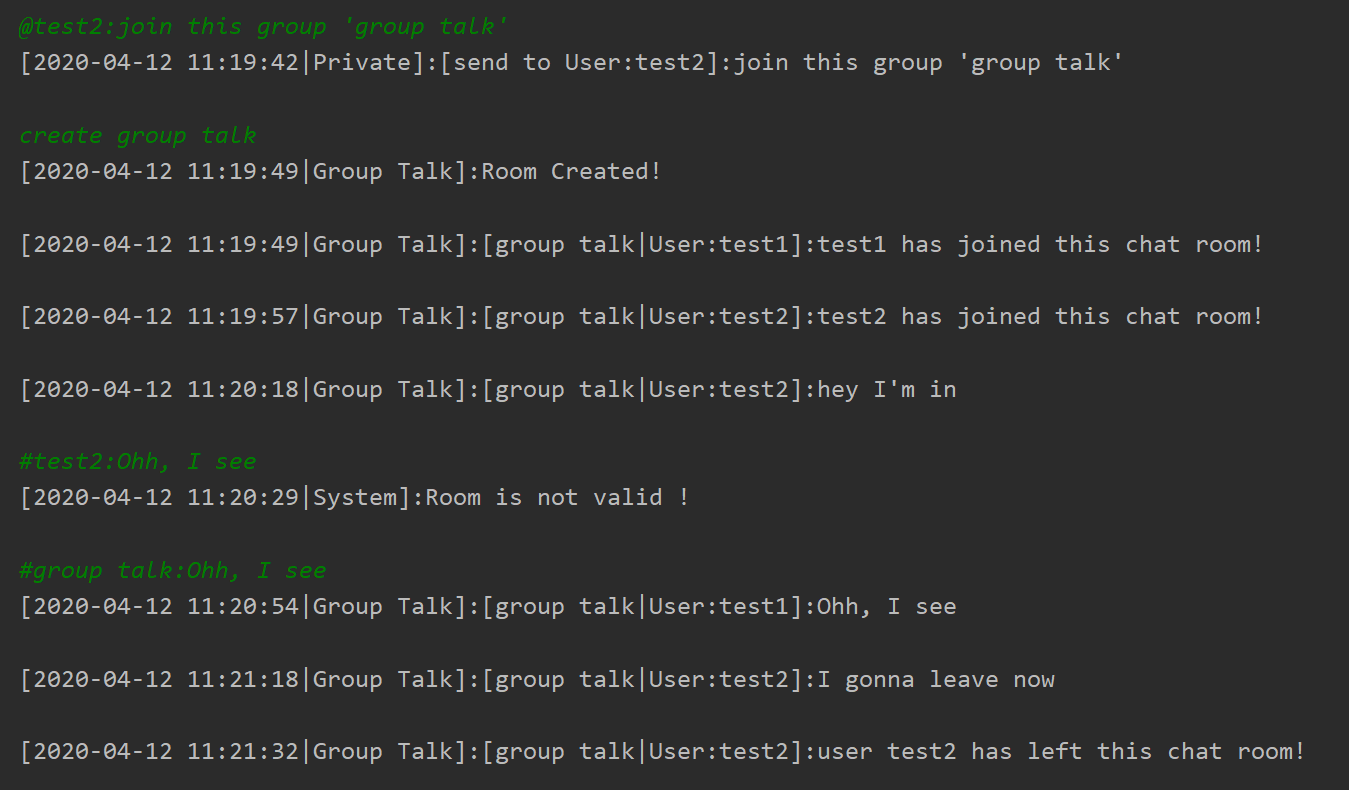 @test2:join this group 'group talk'
[2020-04-12 11:19:42|Private]:[send to User:test2]:join this group 'group talk'
create group talk
[2020-04-12 11:19:49|Group Talk]:Room Created!
[2020-04-12 11:19:49|Group Talk]:[group talk|User:test1]:test1 has joined this chat room!
[2020-04-12 11:19:57|Group Talk]:[group talk|User:test2]:test2 has joined this chat room!
[2020-04-12 11:20:18|Group Talk]:[group talk|User:test2]:hey I'm in
#test2:Ohh, I see
[2020-04-12 11:20:29|System]:Room is not valid !
#group talk:Ohh, I see
[2020-04-12 11:20:54|Group Talk]:[group talk|User:test1]:Ohh, I see
[2020-04-12 11:21:18|Group Talk]:[group talk|User:test2]:I gonna leave now
[2020-04-12 11:21:32|Group Talk]:[group talk|User:test2]:user test2 has left this chat room!